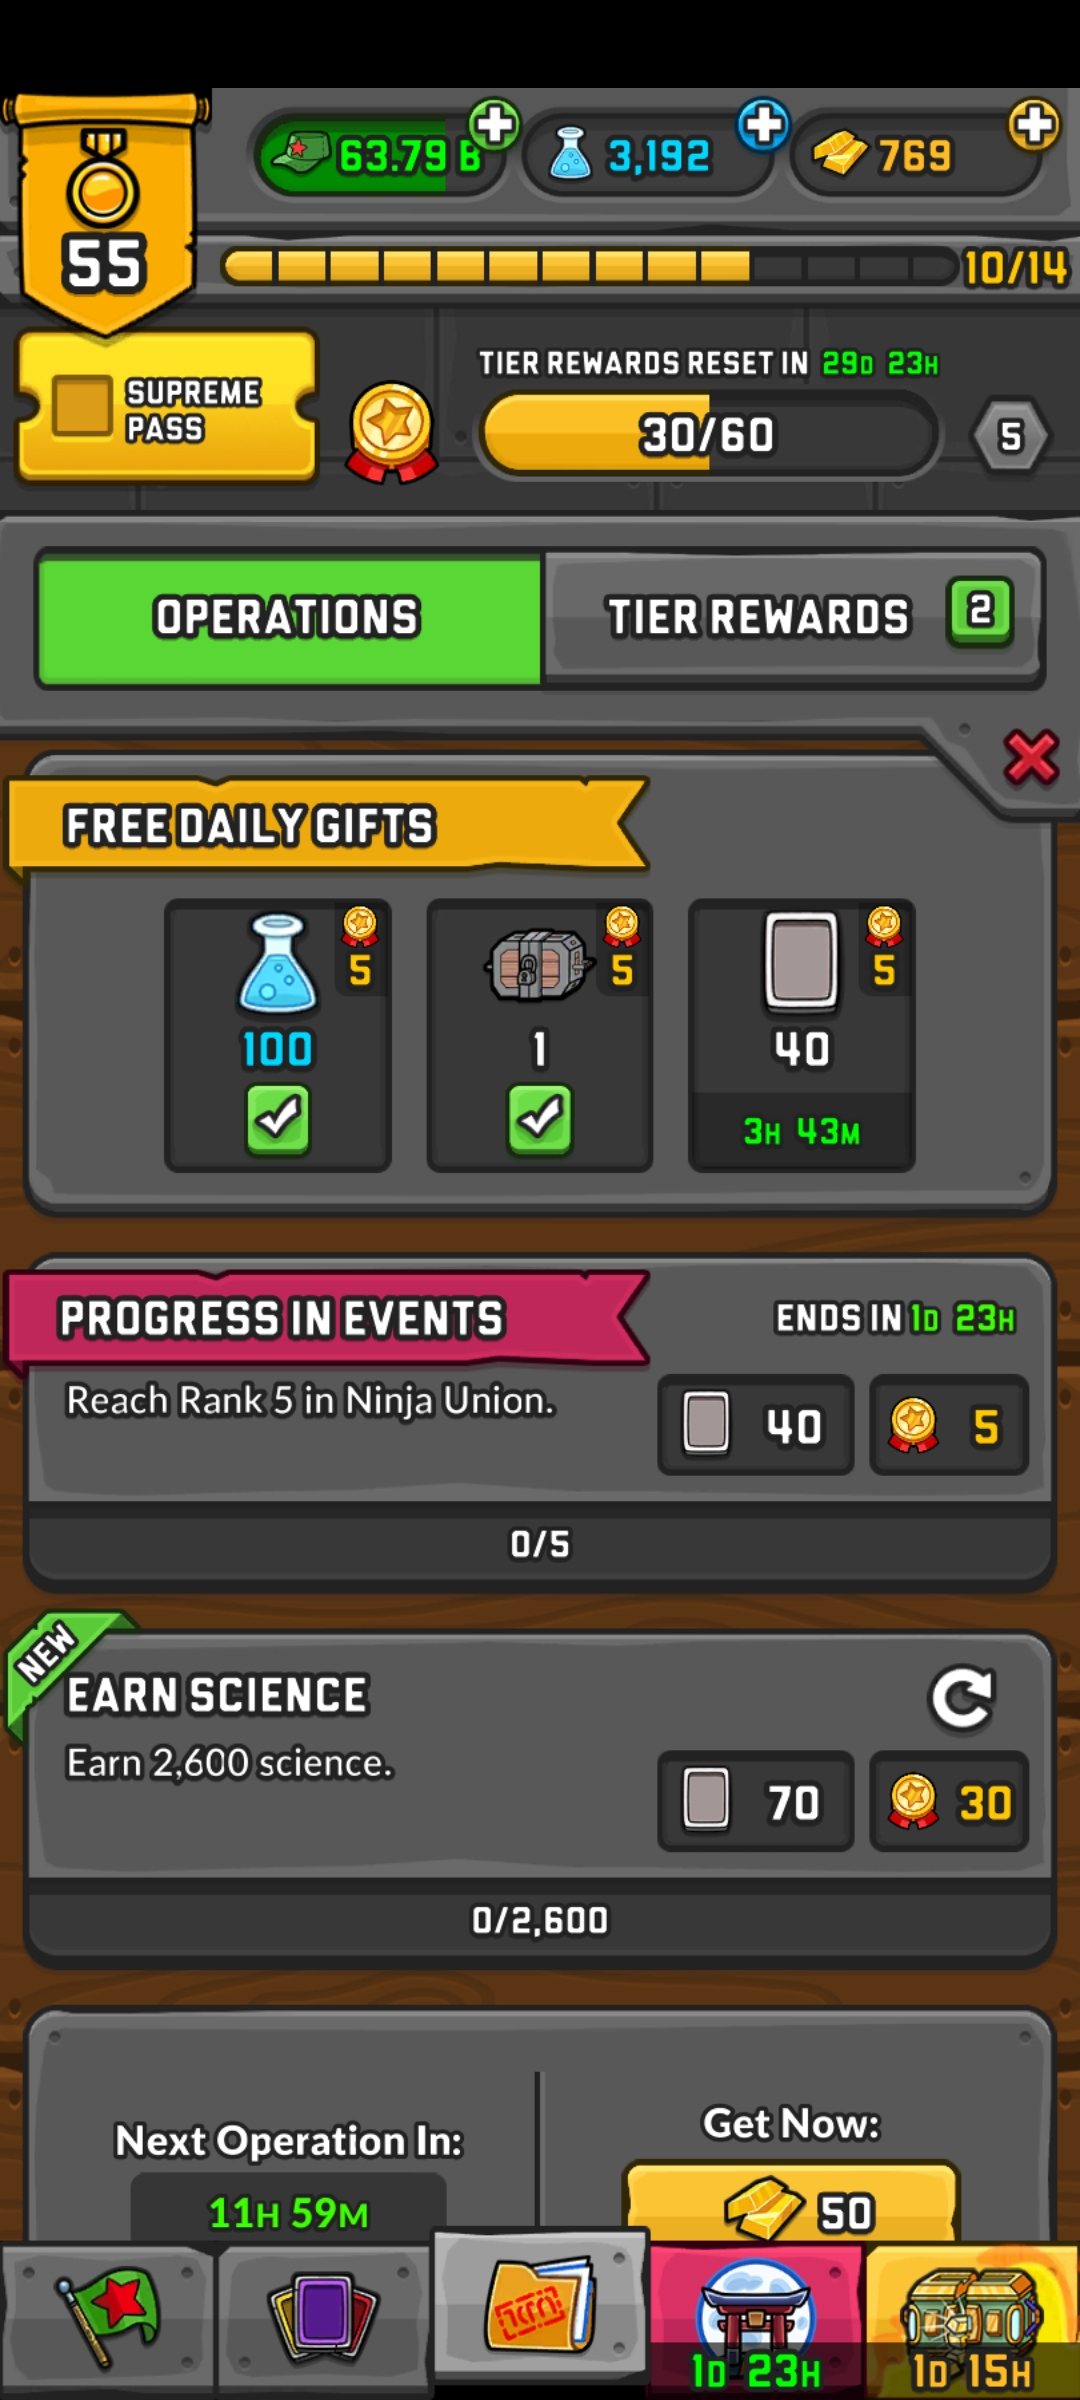 63.79 B
3,192
769
55
10/14
SUPREME
PASS
TIER REWARDS RESET IN 29D 23H
30/60
5
OPERATIONS
TIER REWARDS
2
FREE DAILY GIFTS
5
5
5
100
1
40
3H 43M
PROGRESS IN EVENTS
ENDS IN 1D 23H
Reach Rank 5 in Ninja Union.
40
5
0/5
NEW
EARN SCIENCE
Earn 2,600 science.
70
30
0/2,600
Next Operation In:
Get Now:
11H 59M
50
1D 23H
1D 15H